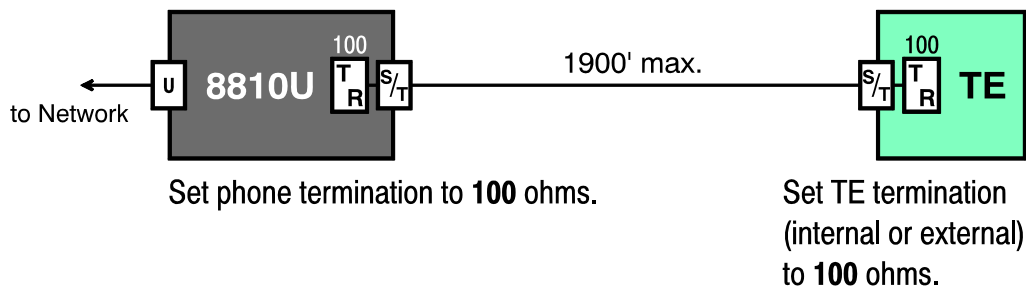 100
100
1900' max.
U
8810U
T
R
S/T
S/T
T
R
TE
to Network
Set phone termination to 100 ohms.
Set TE termination
(internal or external)
to 100 ohms.